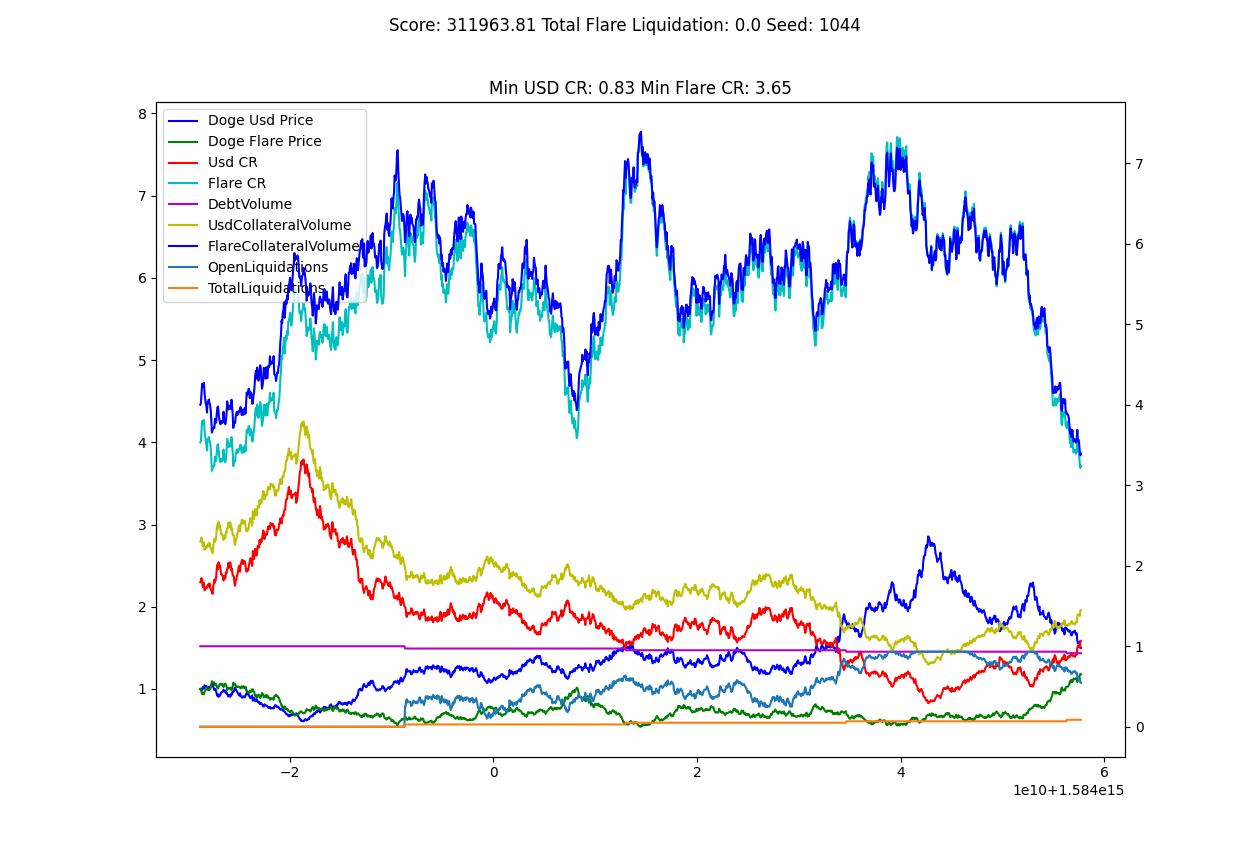 Score: 311963.81 Total Flare Liquidation: 0.0 Seed: 1044
Min USD CR: 0.83 Min Flare CR: 3.65
Doge Usd Price
Doge Flare Price
Usd CR
Flare CR
DebtVolume
UsdCollateralVolume
FlareCollateralVolume
OpenLiquidations
TotalLiquidations
8
7
6
5
4
3
2
1
7
6
5
4
3
2
1
0
−2
0
2
4
6
1e10+1.584e15